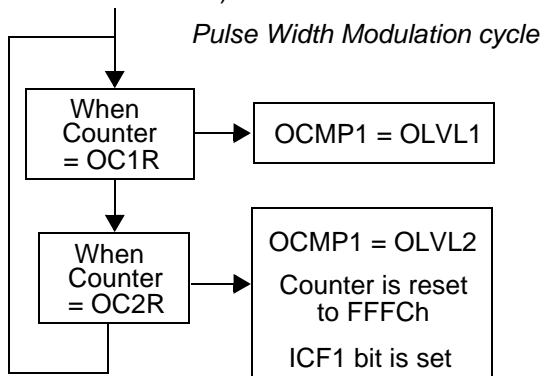 Pulse Width Modulation cycle
When
Counter
= OC1R
OCMP1 = OLVL1
When
Counter
= OC2R
OCMP1 = OLVL2
Counter is reset
to FFFCh
ICF1 bit is set